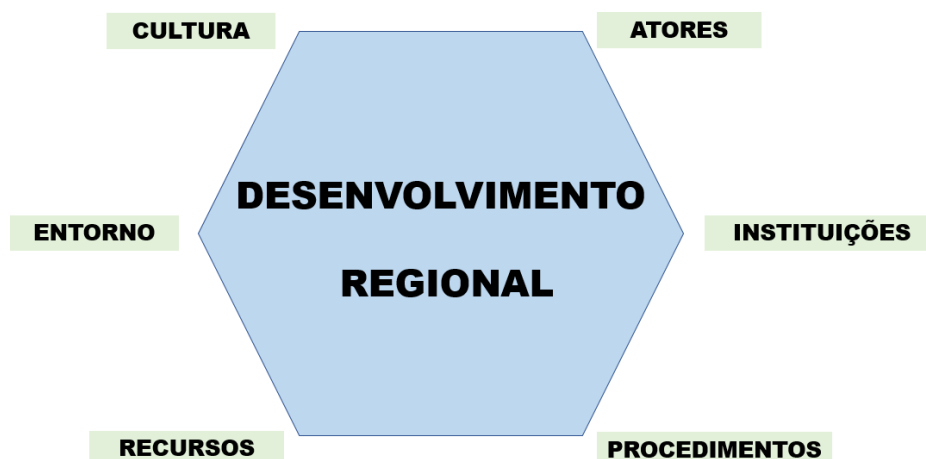 CULTURA
ATORES
DESENVOLVIMENTO
REGIONAL
ENTORNO
INSTITUIÇÕES
RECURSOS
PROCEDIMENTOS